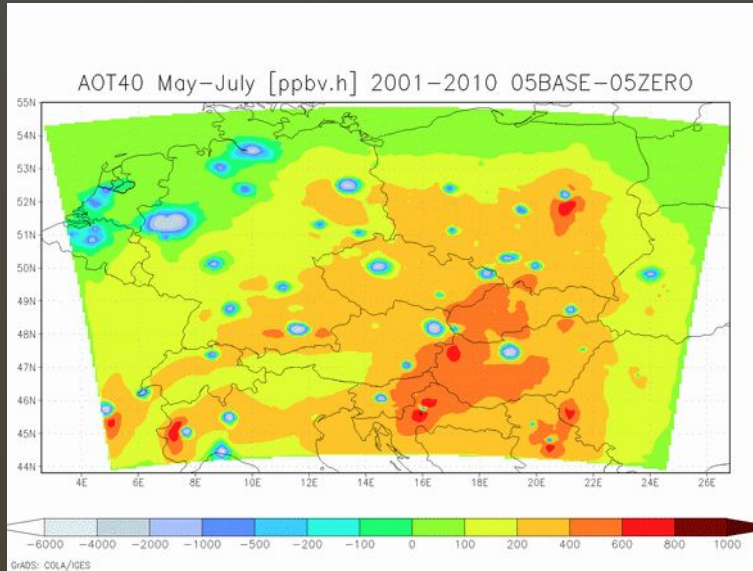 AOT40 May-July [ppbv.h] 2001-2010 05BASE-05ZERO
55N
54N
53N
52N
51N
50N
49N
48N
47N
46N
45N
44N
4E 6E 8E 10E 12E 14E 16E 18E 20E 22E 24E 26E
-6000 -4000 -2000 -1000 -500 -200 -100 0 100 200 400 600 800 1000
GrADS: COLA/IGES